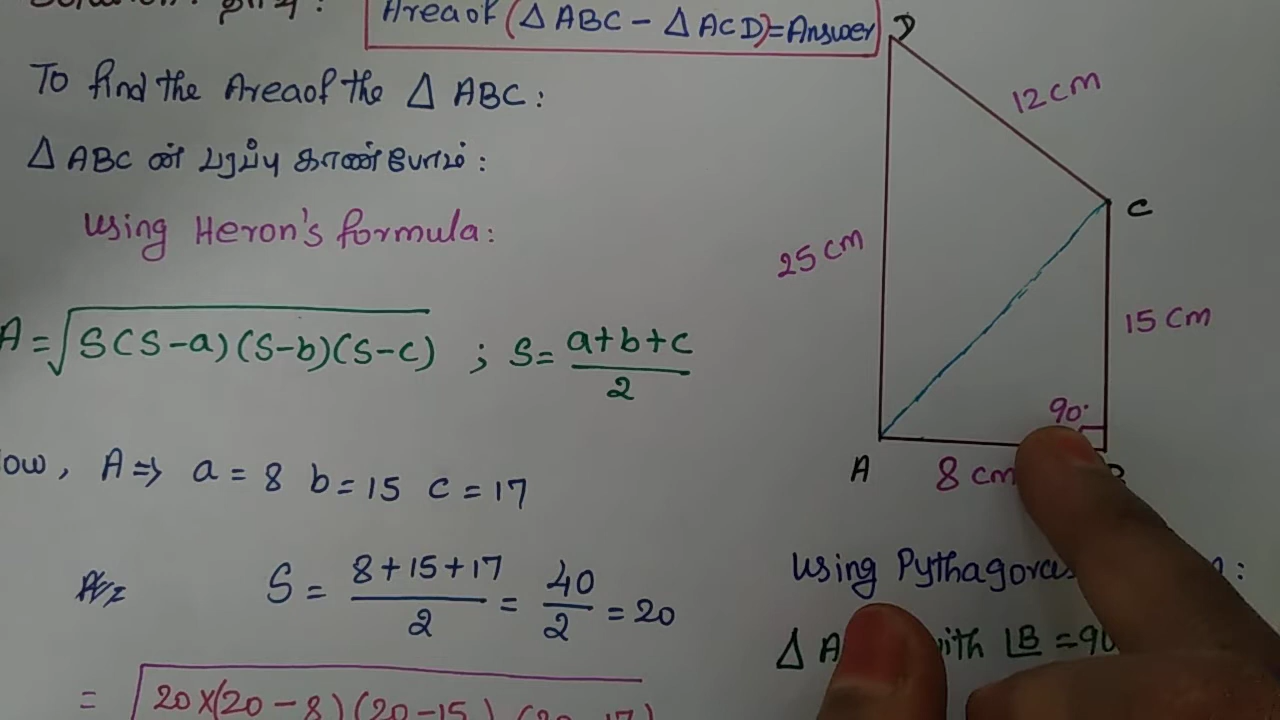 Area of (Δ ABC - Δ ACD)=Answer
To find the Area of the Δ ABC:
Δ ABC ன் பரப்பு காண்போம்:
using Heron's formula:
A = √S(S-a)(S-b)(S-c) ; S= a+b+c / 2
A ⇒ a = 8 b = 15 c = 17
S = 8+15+17 / 2 = 40 / 2 = 20
= √20×(20-8)(20-15)
D
12 cm
C
25 cm
15 cm
90°
A
8 cm
using Pythagoras
Δ A
with ∠B = 90